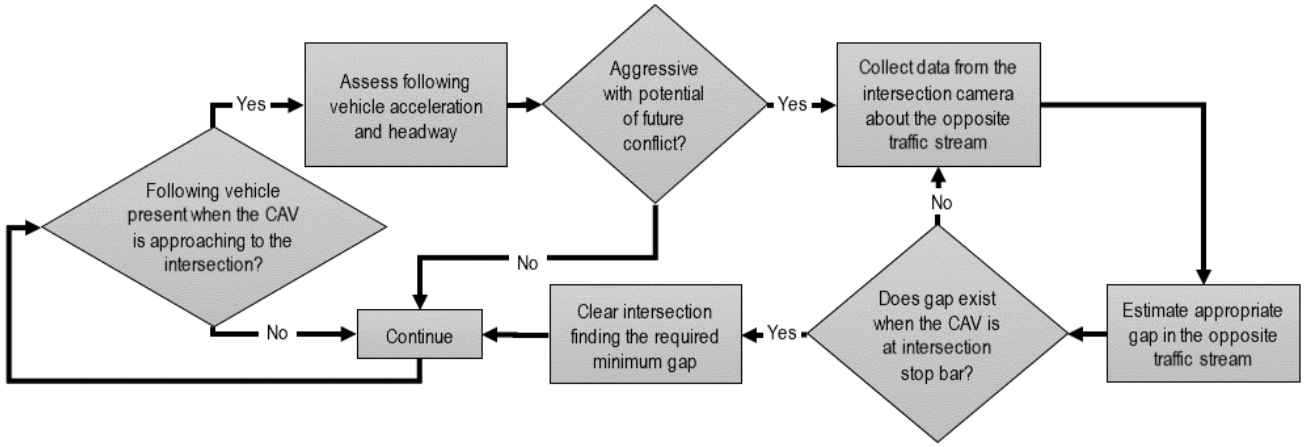 Following vehicle
present when the CAV
is approaching to the
intersection?
Yes
Assess following
vehicle acceleration
and headway
Aggressive
with potential
of future
conflict?
Yes
Collect data from the
intersection camera
about the opposite
traffic stream
No
No
Continue
Clear intersection
finding the required
minimum gap
Yes
Does gap exist
when the CAV is
at intersection
stop bar?
No
Estimate appropriate
gap in the opposite
traffic stream